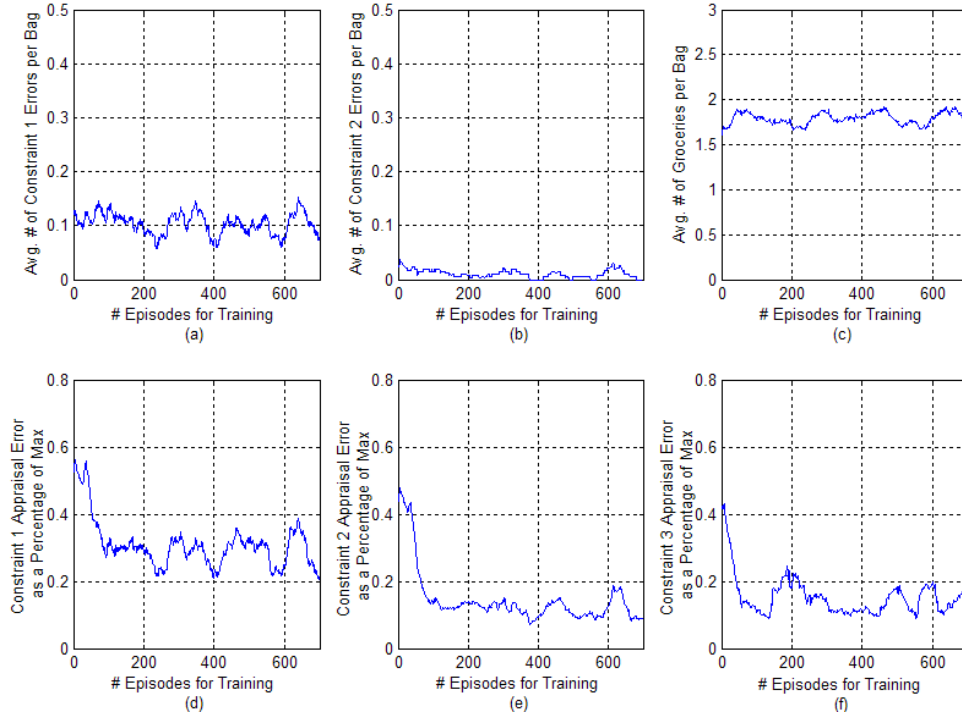 Avg. # of Constraint 1 Errors per Bag
0.5
0.4
0.3
0.2
0.1
0
0 200 400 600
# Episodes for Training
(a)
Avg. # of Constraint 2 Errors per Bag
0.5
0.4
0.3
0.2
0.1
0
0 200 400 600
# Episodes for Training
(b)
Avg. # of Groceries per Bag
3
2.5
2
1.5
1
0.5
0
0 200 400 600
# Episodes for Training
(c)
Constraint 1 Appraisal Error
as a Percentage of Max
0.8
0.6
0.4
0.2
0
0 200 400 600
# Episodes for Training
(d)
Constraint 2 Appraisal Error
as a Percentage of Max
0.8
0.6
0.4
0.2
0
0 200 400 600
# Episodes for Training
(e)
Constraint 3 Appraisal Error
as a Percentage of Max
0.8
0.6
0.4
0.2
0
0 200 400 600
# Episodes for Training
(f)